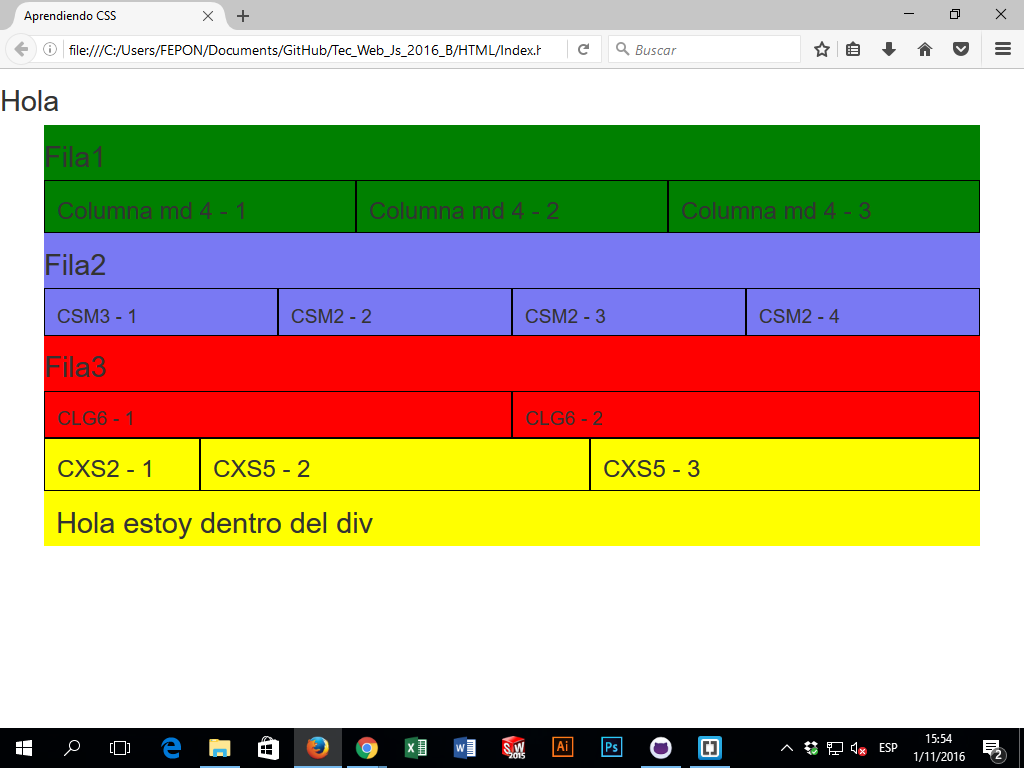 Aprendiendo CSS
file:///C:/Users/FEPON/Documents/GitHub/Tec_Web_Js_2016_B/HTML/Index.h
Buscar
Hola
Fila1
Columna md 4 - 1 Columna md 4 - 2 Columna md 4 - 3
Fila2
CSM3 - 1 CSM2 - 2 CSM2 - 3 CSM2 - 4
Fila3
CLG6 - 1 CLG6 - 2
CXS2 - 1 CXS5 - 2 CXS5 - 3
Hola estoy dentro del div
SW 2015 Ai Ps ESP 15:54
1/11/2016 2